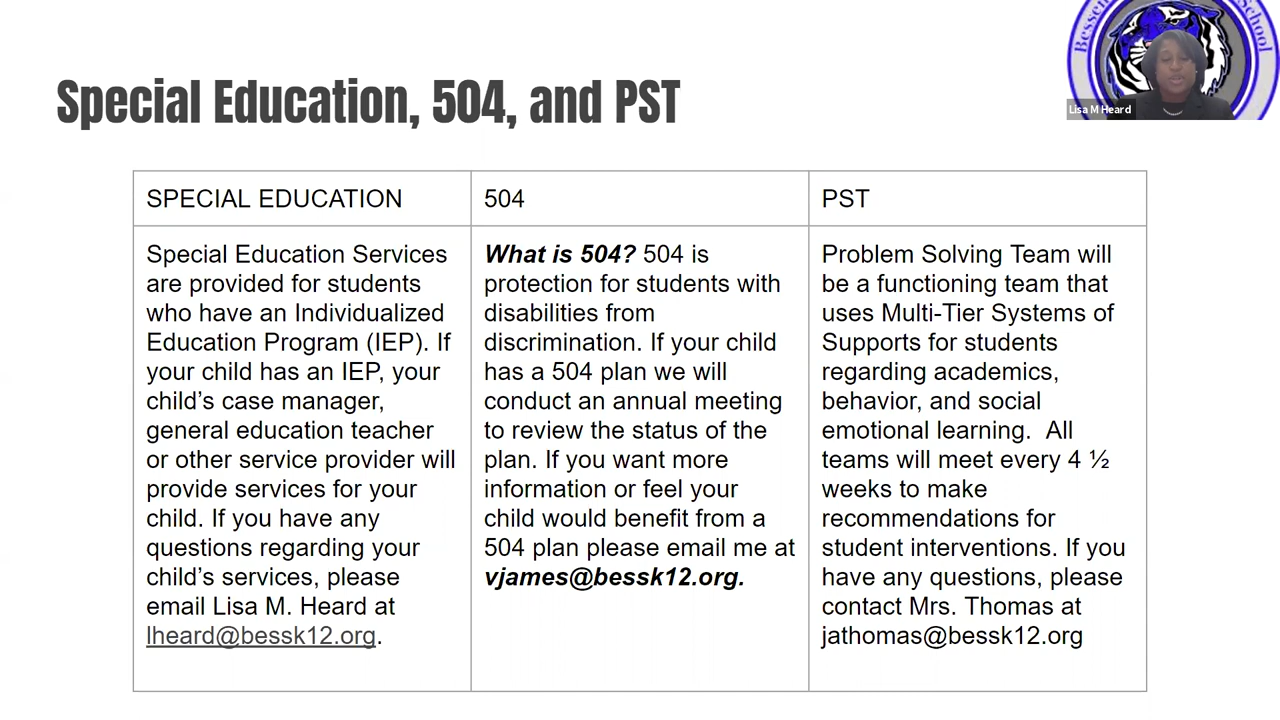 Bessem
School
Lisa M Heard
Special Education, 504, and PST
SPECIAL EDUCATION
504
PST
Special Education Services
are provided for students
who have an Individualized
Education Program (IEP). If
your child has an IEP, your
child’s case manager,
general education teacher
or other service provider will
provide services for your
child. If you have any
questions regarding your
child’s services, please
email Lisa M. Heard at
lheard@bessk12.org.
What is 504? 504 is
protection for students with
disabilities from
discrimination. If your child
has a 504 plan we will
conduct an annual meeting
to review the status of the
plan. If you want more
information or feel your
child would benefit from a
504 plan please email me at
vjames@bessk12.org.
Problem Solving Team will
be a functioning team that
uses Multi-Tier Systems of
Supports for students
regarding academics,
behavior, and social
emotional learning.  All
teams will meet every 4 ½
weeks to make
recommendations for
student interventions. If you
have any questions, please
contact Mrs. Thomas at
jathomas@bessk12.org